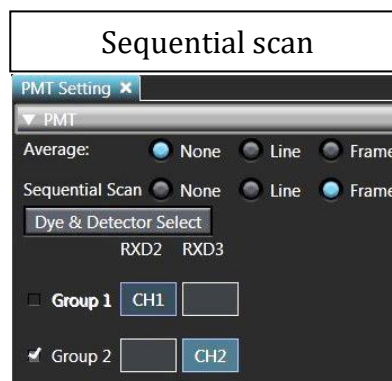 Sequential scan
PMT Setting ×
▼ PMT
Average: None Line Frame
Sequential Scan None Line Frame
Dye & Detector Select
RXD2 RXD3
Group 1 CH1
Group 2 CH2